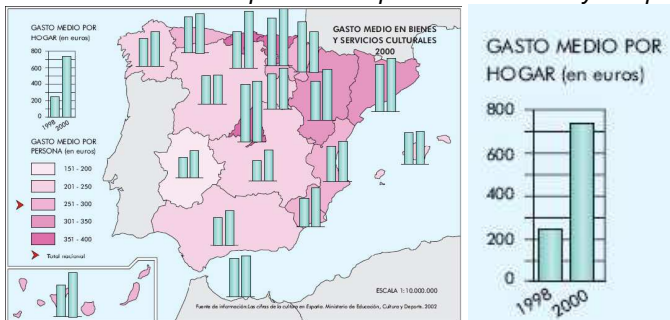 GASTO MEDIO POR
HOGAR (en euros)
800
600
400
200
0
1998
2000
GASTO MEDIO POR
PERSONA (en euros)
151 - 200
201 - 250
251 - 300
301 - 350
351 - 400
Total nacional
GASTO MEDIO EN BIENES
Y SERVICIOS CULTURALES
2000
ESCALA 1:10.000.000
Fuente de información:Las cifras de la cultura en España. Ministerio de Educación, Cultura y Deporte. 2002
GASTO MEDIO POR
HOGAR (en euros)
800
600
400
200
0
1998
2000